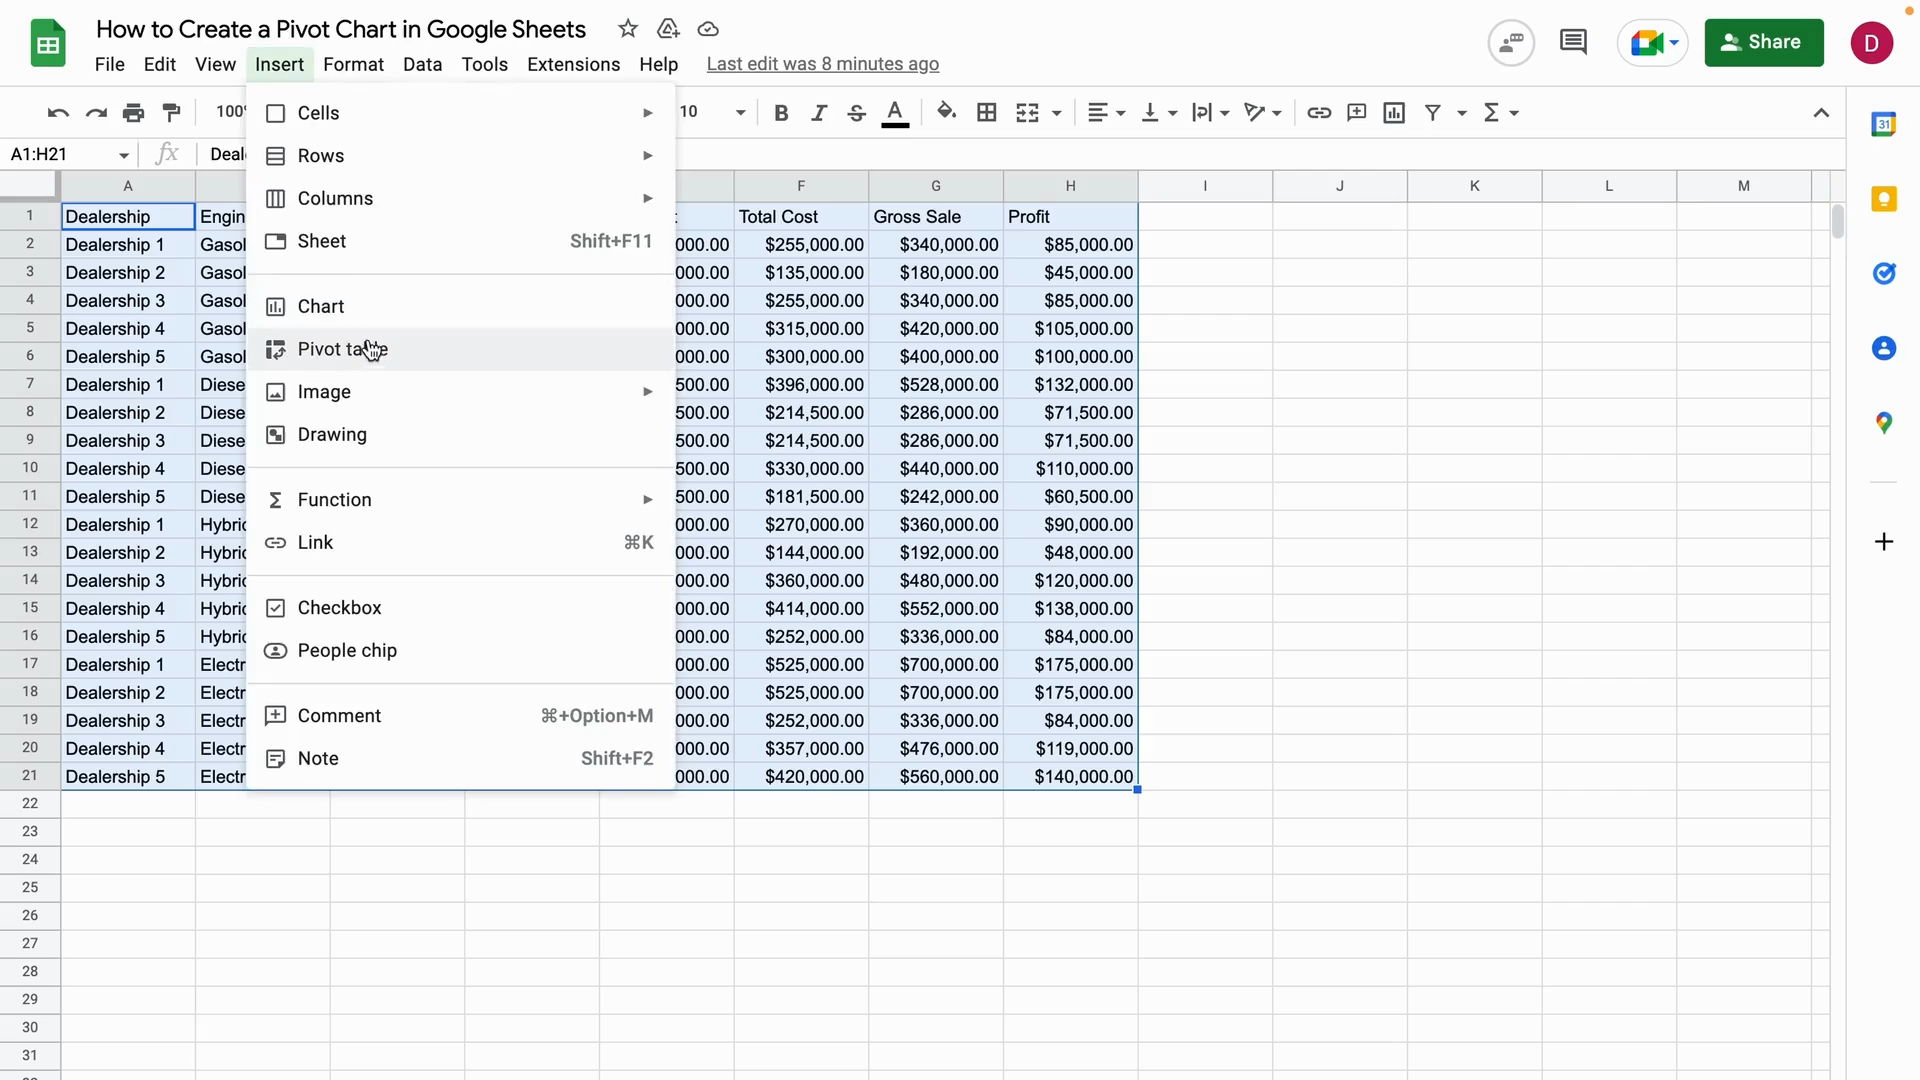 How to Create a Pivot Chart in Google Sheets
File Edit View Insert Format Data Tools Extensions Help Last edit was 8 minutes ago
Share
D
100%
10
A1:H21
Deal
Cells
Rows
Columns
Sheet Shift+F11
Chart
Pivot table
Image
Drawing
Function
Link ⌘K
Checkbox
People chip
Comment ⌘+Option+M
Note Shift+F2
A F G H I J K L M
1 Dealership Engin Total Cost Gross Sale Profit
2 Dealership 1 Gasol 000.00 $255,000.00 $340,000.00 $85,000.00
3 Dealership 2 Gasol 000.00 $135,000.00 $180,000.00 $45,000.00
4 Dealership 3 Gasol 000.00 $255,000.00 $340,000.00 $85,000.00
5 Dealership 4 Gasol 000.00 $315,000.00 $420,000.00 $105,000.00
6 Dealership 5 Gasol 000.00 $300,000.00 $400,000.00 $100,000.00
7 Dealership 1 Diese 500.00 $396,000.00 $528,000.00 $132,000.00
8 Dealership 2 Diese 500.00 $214,500.00 $286,000.00 $71,500.00
9 Dealership 3 Diese 500.00 $214,500.00 $286,000.00 $71,500.00
10 Dealership 4 Diese 500.00 $330,000.00 $440,000.00 $110,000.00
11 Dealership 5 Diese 500.00 $181,500.00 $242,000.00 $60,500.00
12 Dealership 1 Hybri 000.00 $270,000.00 $360,000.00 $90,000.00
13 Dealership 2 Hybri 000.00 $144,000.00 $192,000.00 $48,000.00
14 Dealership 3 Hybri 000.00 $360,000.00 $480,000.00 $120,000.00
15 Dealership 4 Hybri 000.00 $414,000.00 $552,000.00 $138,000.00
16 Dealership 5 Hybri 000.00 $252,000.00 $336,000.00 $84,000.00
17 Dealership 1 Electr 000.00 $525,000.00 $700,000.00 $175,000.00
18 Dealership 2 Electr 000.00 $525,000.00 $700,000.00 $175,000.00
19 Dealership 3 Electr 000.00 $252,000.00 $336,000.00 $84,000.00
20 Dealership 4 Electr 000.00 $357,000.00 $476,000.00 $119,000.00
21 Dealership 5 Electr 000.00 $420,000.00 $560,000.00 $140,000.00
22
23
24
25
26
27
28
29
30
31
31